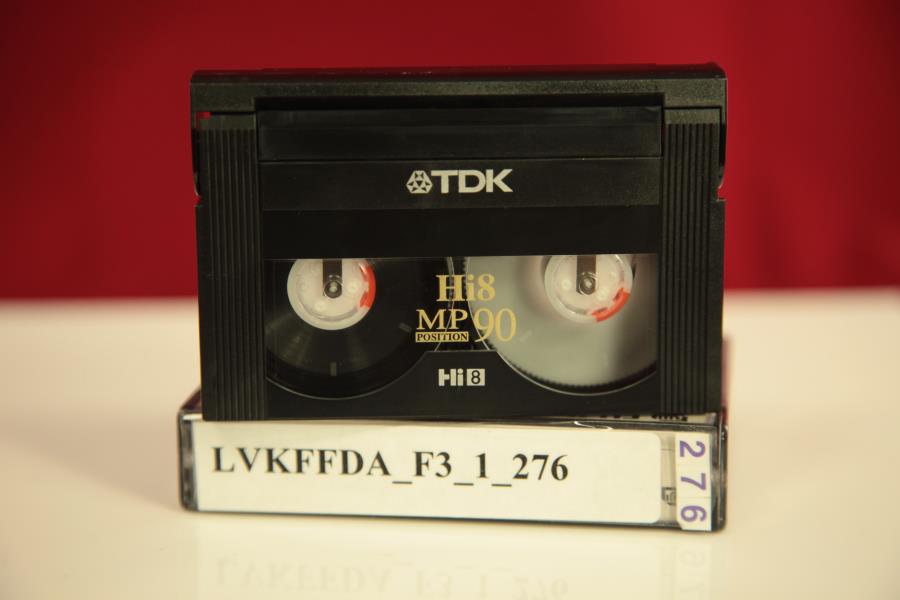 TDK
Hi8
MP 90
POSITION
Hi8
LVKFFDA_F3_1_276
276